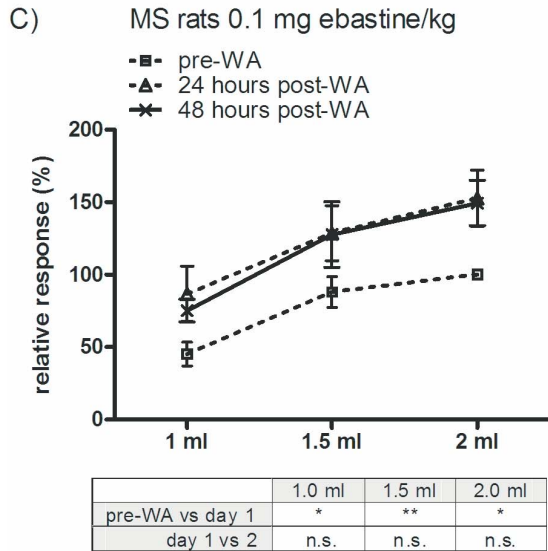 C) MS rats 0.1 mg ebastine/kg
pre-WA
24 hours post-WA
48 hours post-WA
relative response (%)
200
150
100
50
0
1 ml 1.5 ml 2 ml
1.0 ml 1.5 ml 2.0 ml
pre-WA vs day 1 * ** *
day 1 vs 2 n.s. n.s. n.s.